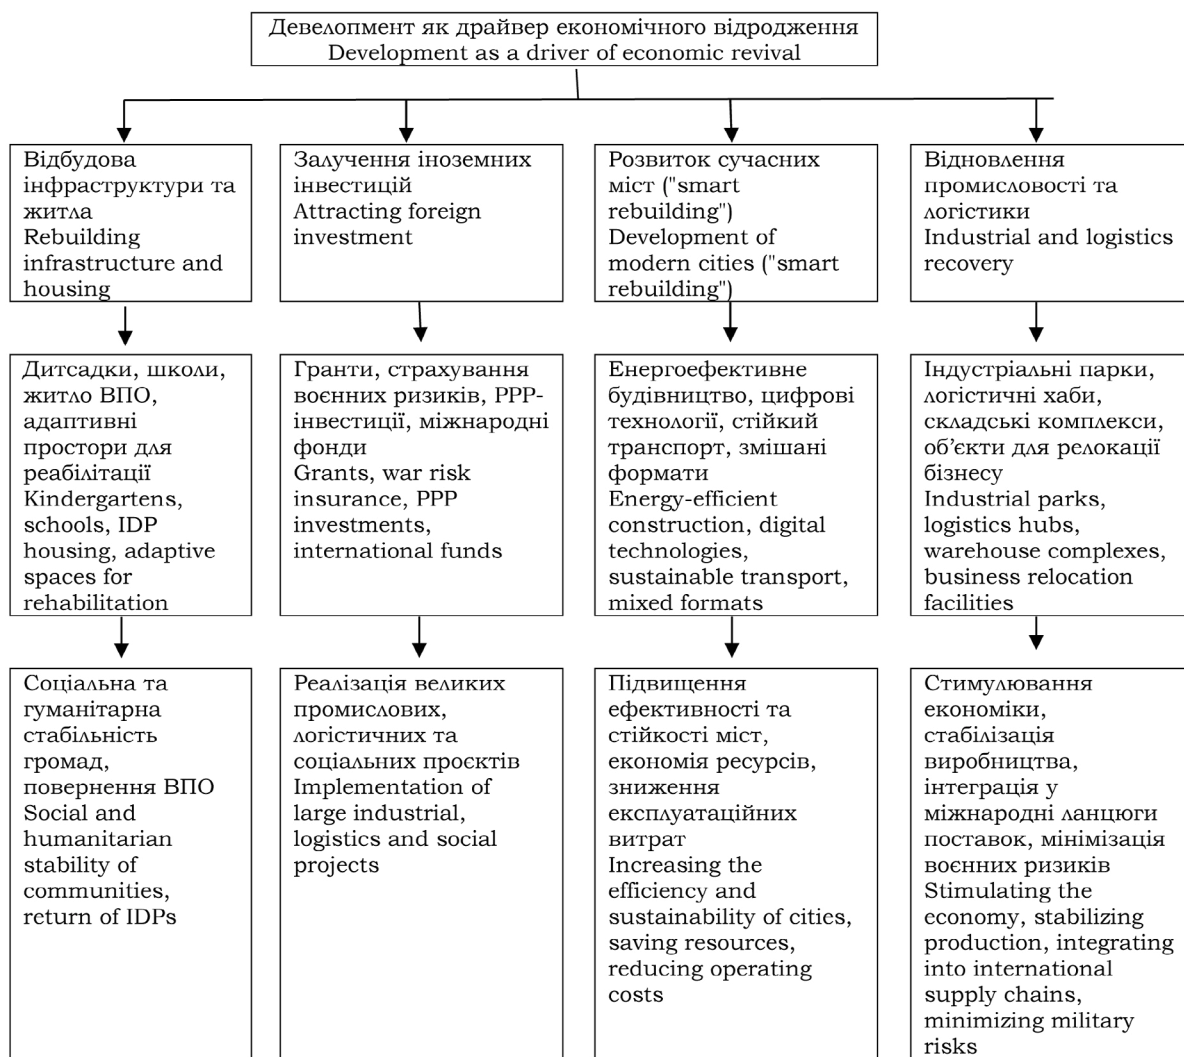 Девелопмент як драйвер економічного відродження
Development as a driver of economic revival
Відбудова
інфраструктури та
житла
Rebuilding
infrastructure and
housing
Залучення іноземних
інвестицій
Attracting foreign
investment
Розвиток сучасних
міст ("smart
rebuilding")
Development of
modern cities ("smart
rebuilding")
Відновлення
промисловості та
логістики
Industrial and logistics
recovery
Дитсадки, школи,
житло ВПО,
адаптивні
простори для
реабілітації
Kindergartens,
schools, IDP
housing, adaptive
spaces for
rehabilitation
Гранти, страхування
воєнних ризиків, PPP-
інвестиції, міжнародні
фонди
Grants, war risk
insurance, PPP
investments,
international funds
Енергоефективне
будівництво, цифрові
технології, стійкий
транспорт, змішані
формати
Energy-efficient
construction, digital
technologies,
sustainable transport,
mixed formats
Індустріальні парки,
логістичні хаби,
складські комплекси,
об’єкти для релокації
бізнесу
Industrial parks,
logistics hubs,
warehouse complexes,
business relocation
facilities
Соціальна та
гуманітарна
стабільність
громад,
повернення ВПО
Social and
humanitarian
stability of
communities,
return of IDPs
Реалізація великих
промислових,
логістичних та
соціальних проєктів
Implementation of
large industrial,
logistics and social
projects
Підвищення
ефективності та
стійкості міст,
економія ресурсів,
зниження
експлуатаційних
витрат
Increasing the
efficiency and
sustainability of cities,
saving resources,
reducing operating
costs
Стимулювання
економіки,
стабілізація
виробництва,
інтеграція у
міжнародні ланцюги
поставок, мінімізація
воєнних ризиків
Stimulating the
economy, stabilizing
production, integrating
into international
supply chains,
minimizing military
risks